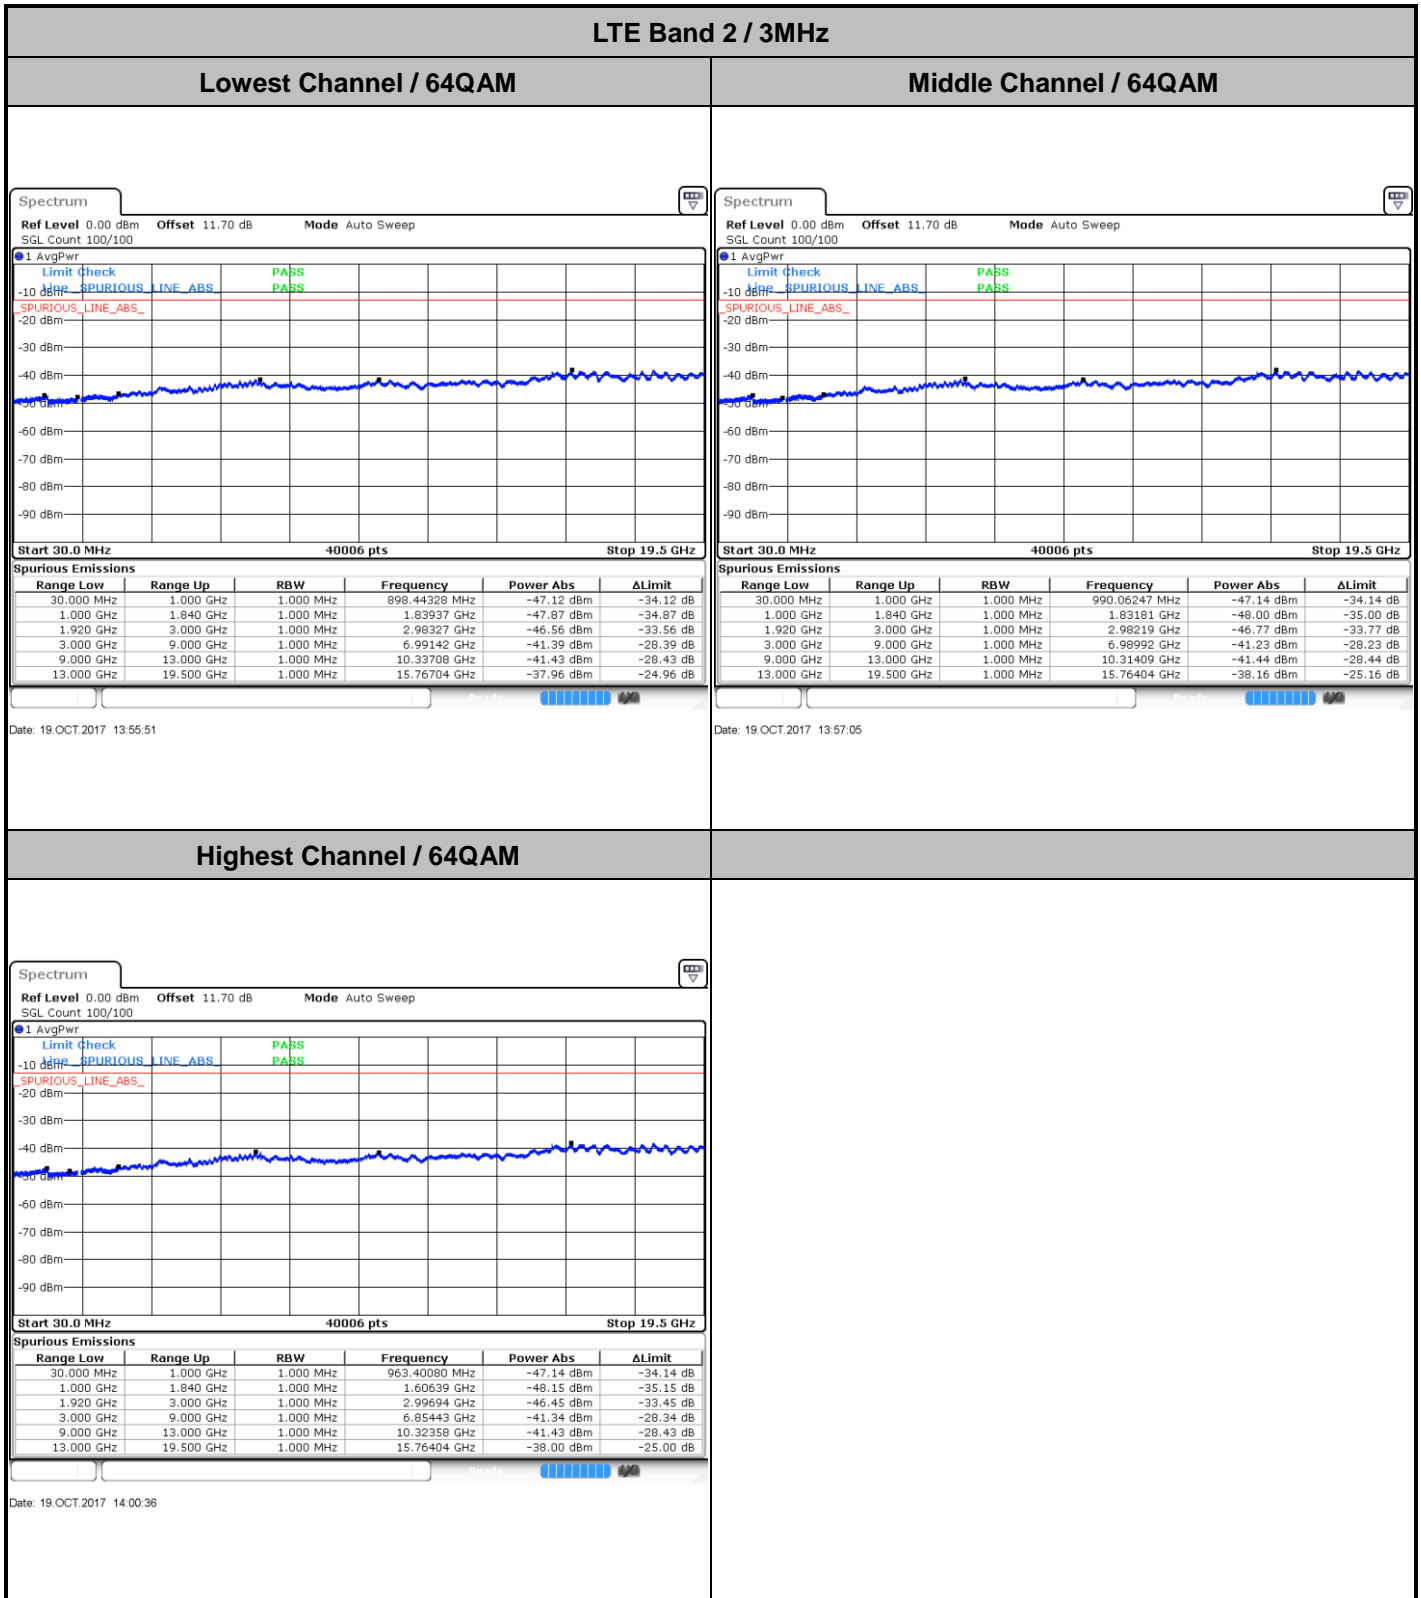 LTE Band 2 / 3MHz
Lowest Channel / 64QAM
Middle Channel / 64QAM
Spectrum
Ref Level 0.00 dBm Offset 11.70 dB Mode Auto Sweep
SGL Count 100/100
1 AvgPwr
Limit Check PASS
Line _SPURIOUS_LINE_ABS_ PASS
-10 dBm
_SPURIOUS_LINE_ABS_
-20 dBm
-30 dBm
-40 dBm
-50 dBm
-60 dBm
-70 dBm
-80 dBm
-90 dBm
Start 30.0 MHz 40006 pts Stop 19.5 GHz
Spurious Emissions
Range Low Range Up RBW Frequency Power Abs ΔLimit
30.000 MHz 1.000 GHz 1.000 MHz 898.44328 MHz -47.12 dBm -34.12 dB
1.000 GHz 1.840 GHz 1.000 MHz 1.83937 GHz -47.87 dBm -34.87 dB
1.920 GHz 3.000 GHz 1.000 MHz 2.98327 GHz -46.56 dBm -33.56 dB
3.000 GHz 9.000 GHz 1.000 MHz 6.99142 GHz -41.39 dBm -28.39 dB
9.000 GHz 13.000 GHz 1.000 MHz 10.33708 GHz -41.43 dBm -28.43 dB
13.000 GHz 19.500 GHz 1.000 MHz 15.76704 GHz -37.96 dBm -24.96 dB
Date: 19.OCT.2017 13:55:51
Spectrum
Ref Level 0.00 dBm Offset 11.70 dB Mode Auto Sweep
SGL Count 100/100
1 AvgPwr
Limit Check PASS
Line _SPURIOUS_LINE_ABS_ PASS
-10 dBm
_SPURIOUS_LINE_ABS_
-20 dBm
-30 dBm
-40 dBm
-50 dBm
-60 dBm
-70 dBm
-80 dBm
-90 dBm
Start 30.0 MHz 40006 pts Stop 19.5 GHz
Spurious Emissions
Range Low Range Up RBW Frequency Power Abs ΔLimit
30.000 MHz 1.000 GHz 1.000 MHz 990.06247 MHz -47.14 dBm -34.14 dB
1.000 GHz 1.840 GHz 1.000 MHz 1.83181 GHz -48.00 dBm -35.00 dB
1.920 GHz 3.000 GHz 1.000 MHz 2.98219 GHz -46.77 dBm -33.77 dB
3.000 GHz 9.000 GHz 1.000 MHz 6.98992 GHz -41.23 dBm -28.23 dB
9.000 GHz 13.000 GHz 1.000 MHz 10.31409 GHz -41.44 dBm -28.44 dB
13.000 GHz 19.500 GHz 1.000 MHz 15.76404 GHz -38.16 dBm -25.16 dB
Date: 19.OCT.2017 13:57:05
Highest Channel / 64QAM
Spectrum
Ref Level 0.00 dBm Offset 11.70 dB Mode Auto Sweep
SGL Count 100/100
1 AvgPwr
Limit Check PASS
Line _SPURIOUS_LINE_ABS_ PASS
-10 dBm
_SPURIOUS_LINE_ABS_
-20 dBm
-30 dBm
-40 dBm
-50 dBm
-60 dBm
-70 dBm
-80 dBm
-90 dBm
Start 30.0 MHz 40006 pts Stop 19.5 GHz
Spurious Emissions
Range Low Range Up RBW Frequency Power Abs ΔLimit
30.000 MHz 1.000 GHz 1.000 MHz 963.40080 MHz -47.14 dBm -34.14 dB
1.000 GHz 1.840 GHz 1.000 MHz 1.60639 GHz -48.15 dBm -35.15 dB
1.920 GHz 3.000 GHz 1.000 MHz 2.99694 GHz -46.45 dBm -33.45 dB
3.000 GHz 9.000 GHz 1.000 MHz 6.85443 GHz -41.34 dBm -28.34 dB
9.000 GHz 13.000 GHz 1.000 MHz 10.32358 GHz -41.43 dBm -28.43 dB
13.000 GHz 19.500 GHz 1.000 MHz 15.76404 GHz -38.00 dBm -25.00 dB
Date: 19.OCT.2017 14:00:36